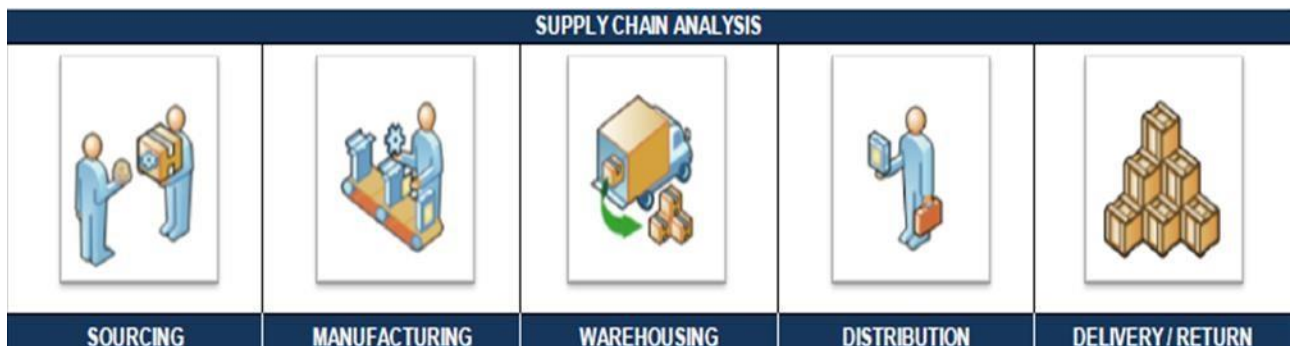 SUPPLY CHAIN ANALYSIS
SOURCING
MANUFACTURING
WAREHOUSING
DISTRIBUTION
DELIVERY / RETURN